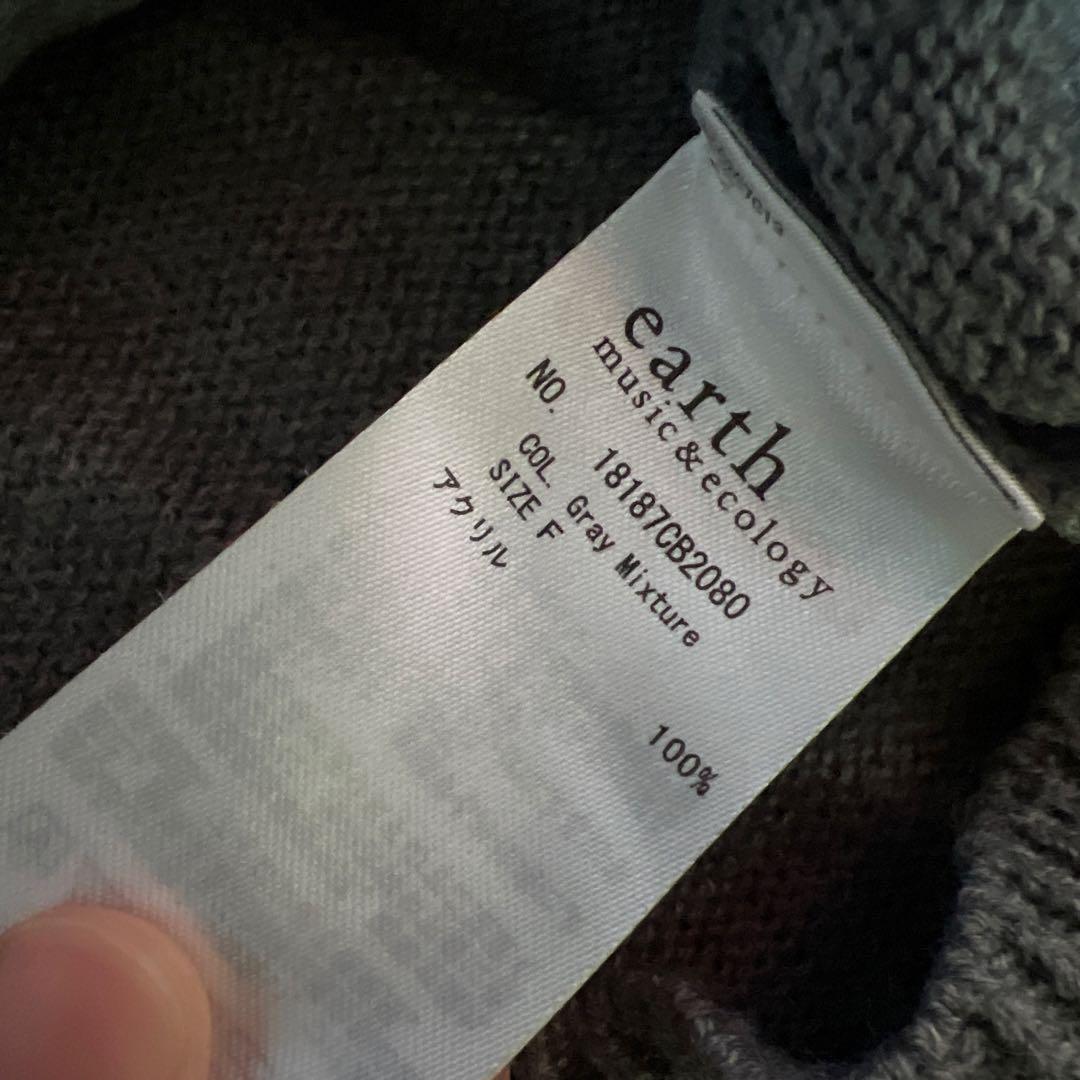 earth
music&ecology
NO. 18187CB2080
COL. Gray Mixture
SIZE F
アクリル 100%